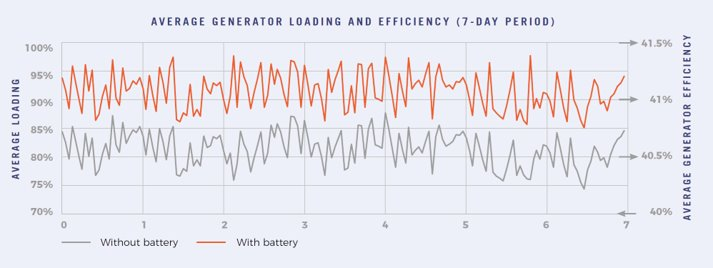 AVERAGE GENERATOR LOADING AND EFFICIENCY (7-DAY PERIOD)
AVERAGE LOADING
100%
95%
90%
85%
80%
75%
70%
41.5%
41%
40.5%
40%
AVERAGE GENERATOR EFFICIENCY
0 1 2 3 4 5 6 7
Without battery With battery